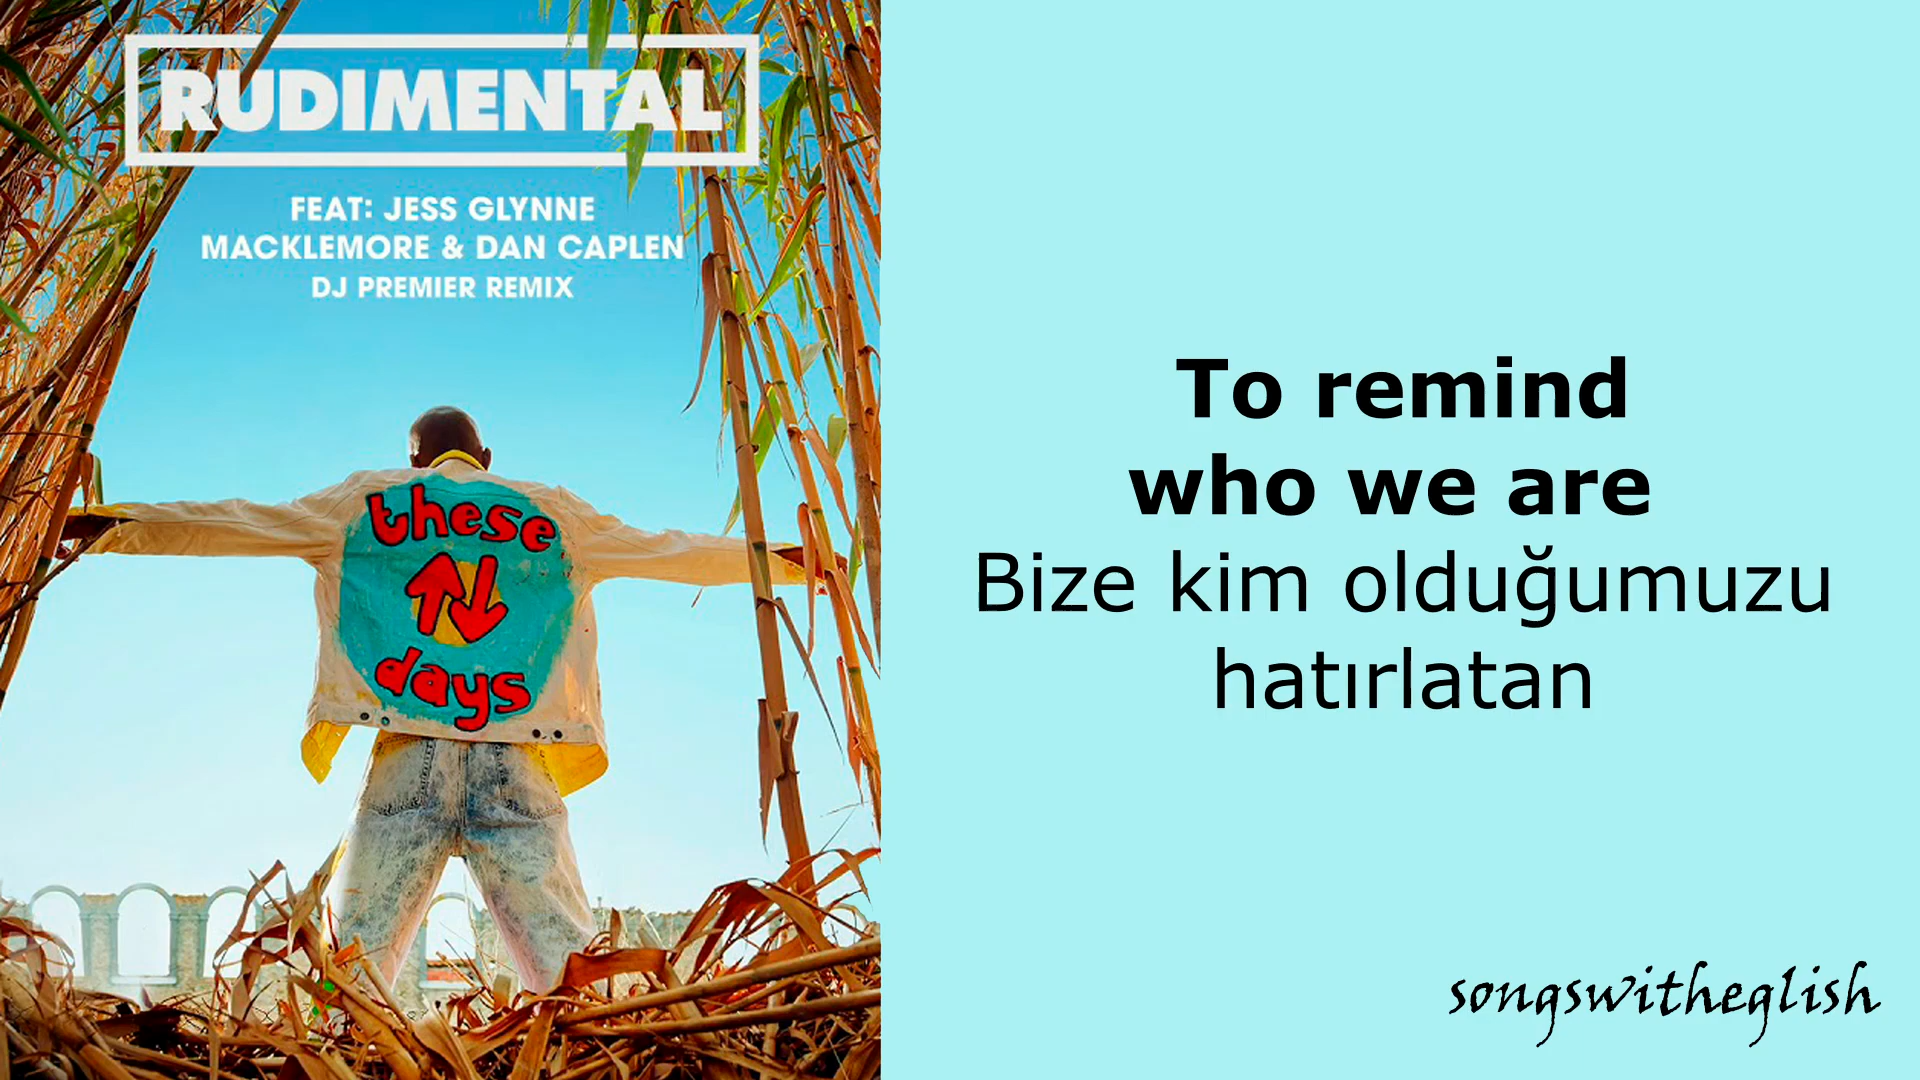 RUDIMENTAL
FEAT: JESS GLYNNE
MACKLEMORE & DAN CAPLEN
DJ PREMIER REMIX
these
days
To remind
who we are
Bize kim olduğumuzu
hatırlatan
songswitheglish